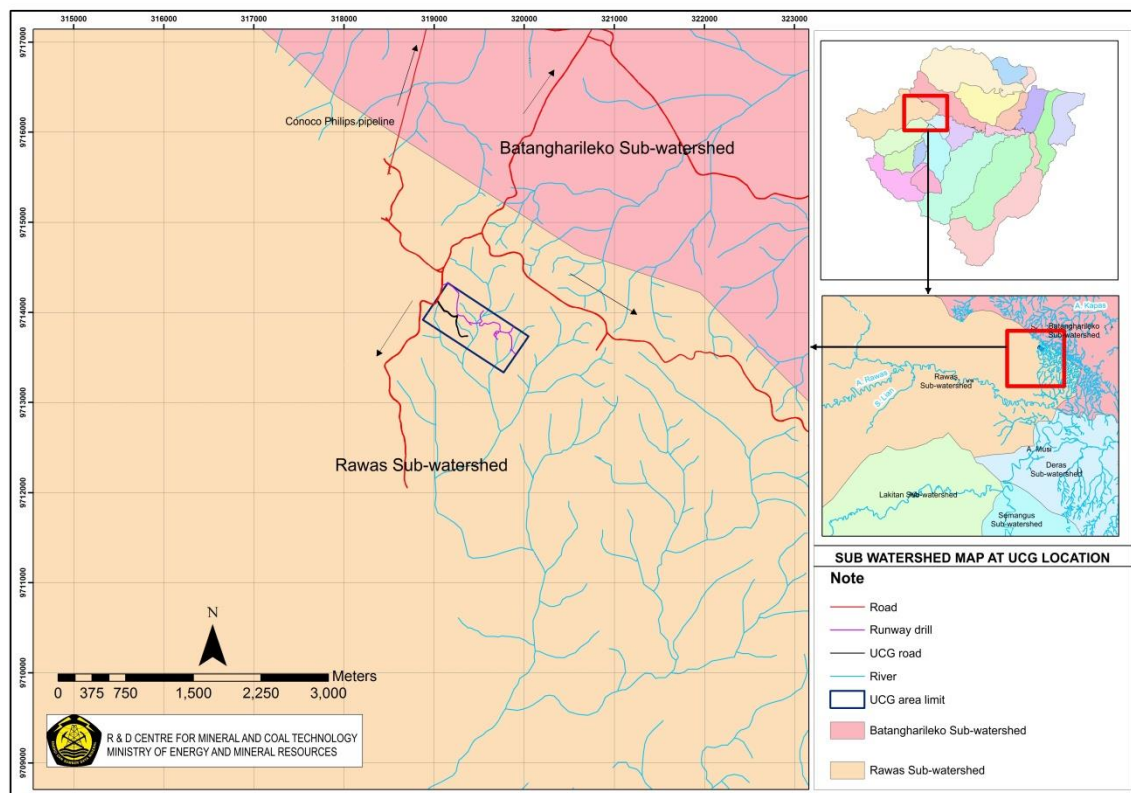 315000 316000 317000 318000 319000 320000 321000 322000 323000
9717000
9716000
9715000
9714000
9713000
9712000
9711000
9710000
9709000
Conoco Philips pipeline
Batangharileko Sub-watershed
Rawas Sub-watershed
N
Meters
0 375 750 1,500 2,250 3,000
R & D CENTRE FOR MINERAL AND COAL TECHNOLOGY
MINISTRY OF ENERGY AND MINERAL RESOURCES
A. Kapas
Batangharileko
Sub-watershed
A. Rawas
Rawas
Sub-watershed
S. Lian
A. Musi
Deras
Sub-watershed
Lakitan Sub-watershed
Semangus
Sub-watershed
SUB WATERSHED MAP AT UCG LOCATION
Note
Road
Runway drill
UCG road
River
UCG area limit
Batangharileko Sub-watershed
Rawas Sub-watershed